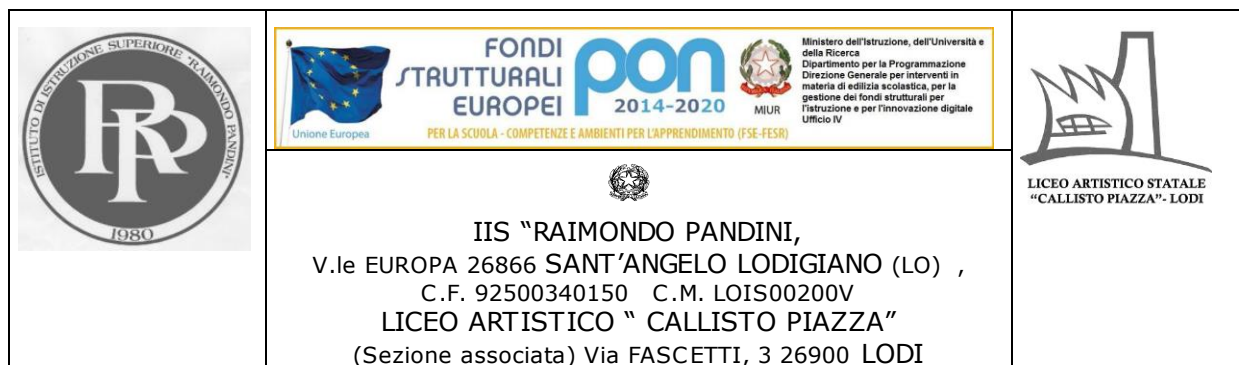 ISTITUTO DI ISTRUZIONE SUPERIORE "RAIMONDO PANDINI"
RP
1980
Unione Europea
FONDI
STRUTTURALI
EUROPEI
pon
2014-2020
MIUR
Ministero dell'Istruzione, dell'Università e
della Ricerca
Dipartimento per la Programmazione
Direzione Generale per interventi in
materia di edilizia scolastica, per la
gestione dei fondi strutturali per
l'istruzione e per l'innovazione digitale
Ufficio IV
PER LA SCUOLA - COMPETENZE E AMBIENTI PER L'APPRENDIMENTO (FSE-FESR)
LICEO ARTISTICO STATALE
"CALLISTO PIAZZA"- LODI
IIS "RAIMONDO PANDINI,
V.le EUROPA 26866 SANT'ANGELO LODIGIANO (LO) ,
C.F. 92500340150 C.M. LOIS00200V
LICEO ARTISTICO " CALLISTO PIAZZA"
(Sezione associata) Via FASCETTI, 3 26900 LODI